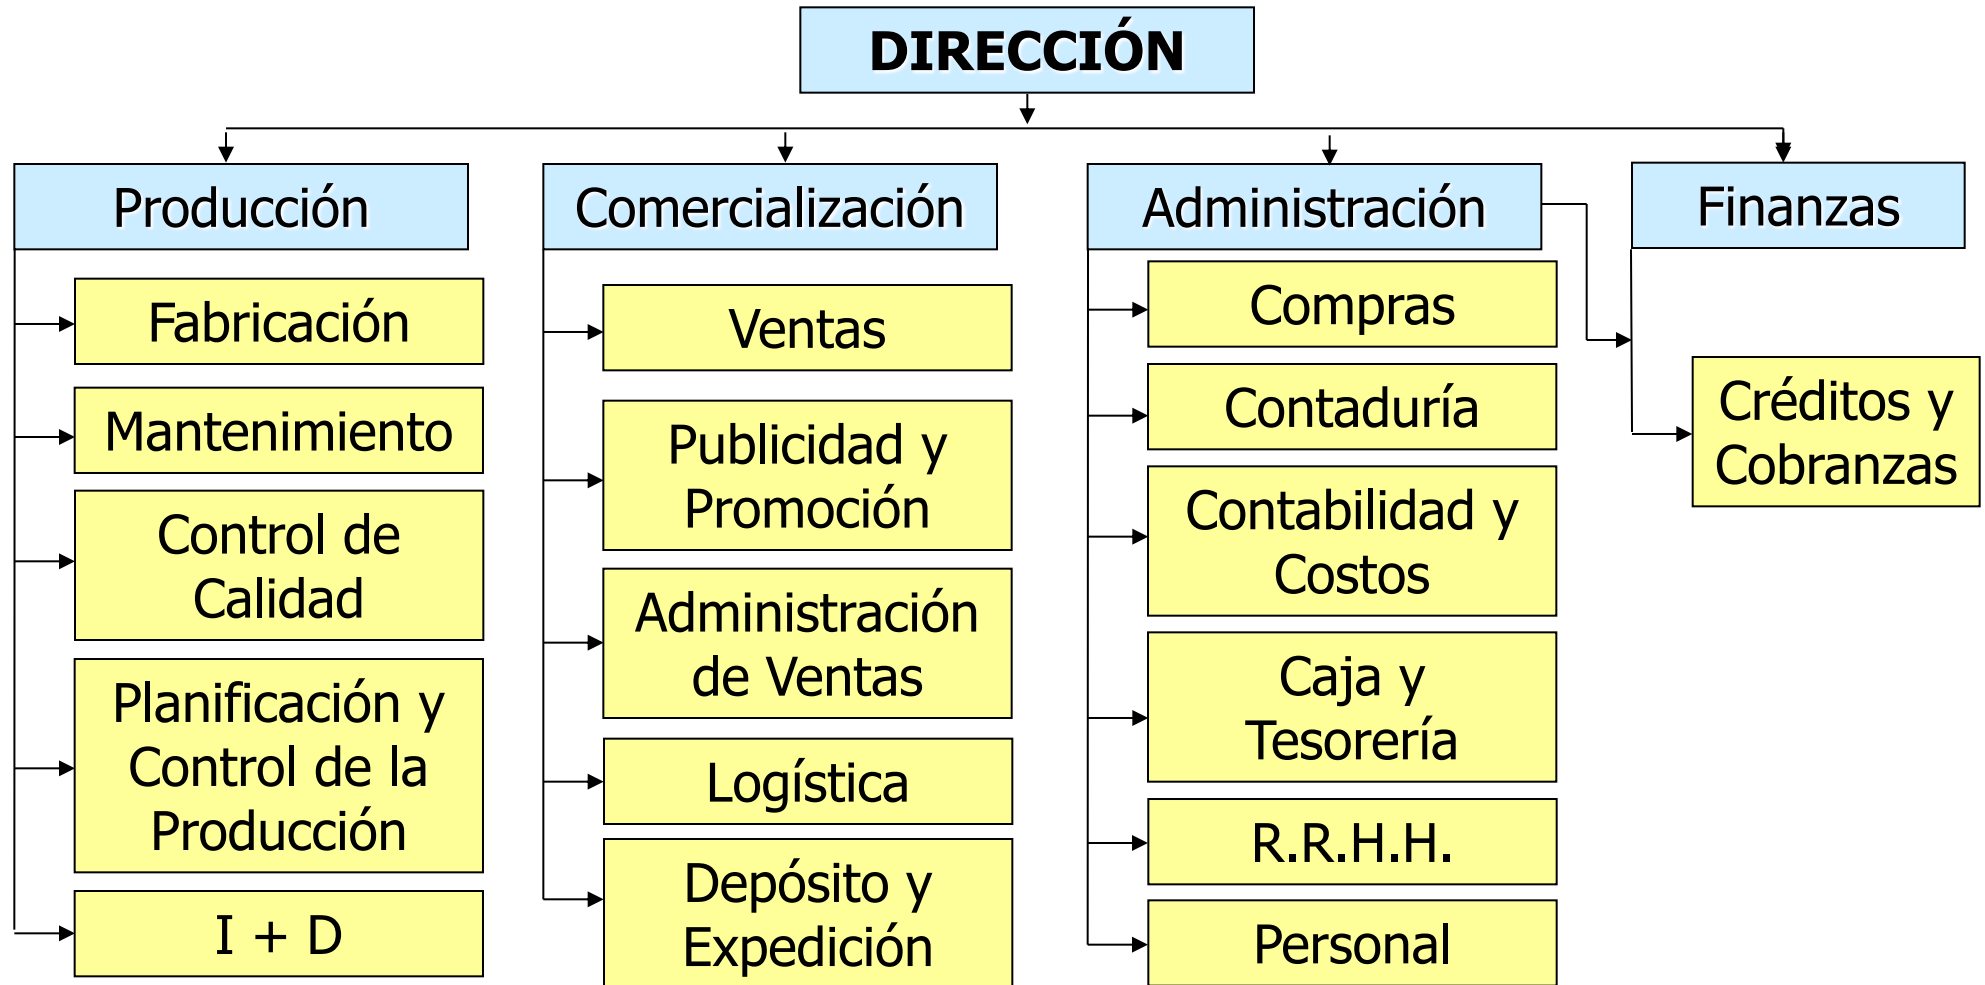 DIRECCIÓN
Producción
Fabricación
Mantenimiento
Control de
Calidad
Planificación y
Control de la
Producción
I + D
Comercialización
Ventas
Publicidad y
Promoción
Administración
de Ventas
Logística
Depósito y
Expedición
Administración
Compras
Contaduría
Contabilidad y
Costos
Caja y
Tesorería
R.R.H.H.
Personal
Finanzas
Créditos y
Cobranzas